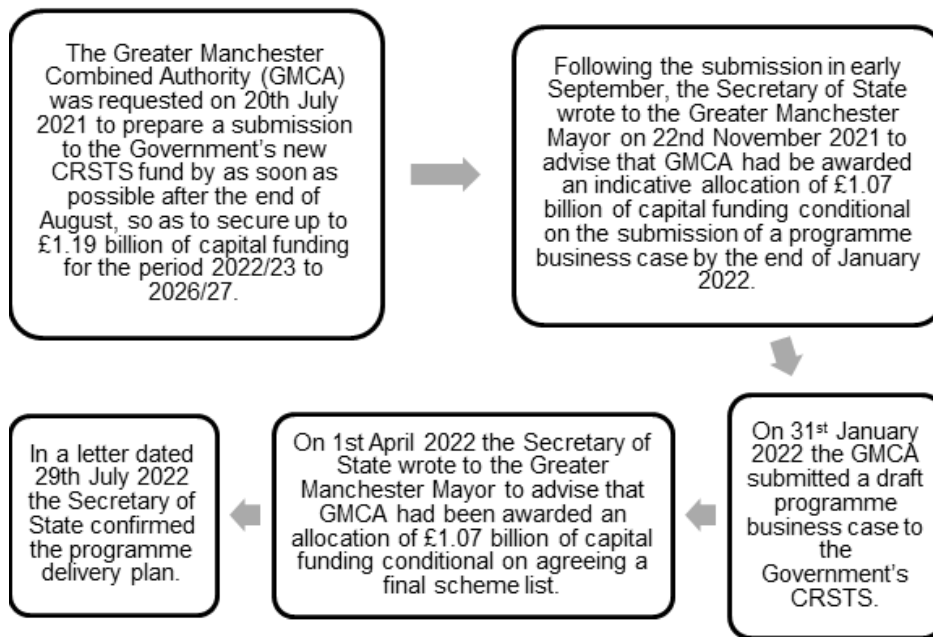 The Greater Manchester
Combined Authority (GMCA)
was requested on 20th July
2021 to prepare a submission
to the Government's new
CRSTS fund by as soon as
possible after the end of
August, so as to secure up to
£1.19 billion of capital funding
for the period 2022/23 to
2026/27.
Following the submission in early
September, the Secretary of State
wrote to the Greater Manchester
Mayor on 22nd November 2021 to
advise that GMCA had be awarded
an indicative allocation of £1.07
billion of capital funding conditional
on the submission of a programme
business case by the end of January
2022.
On 31st January
2022 the GMCA
submitted a draft
programme
business case to
the
Government's
CRSTS.
On 1st April 2022 the Secretary of
State wrote to the Greater
Manchester Mayor to advise that
GMCA had been awarded an
allocation of £1.07 billion of capital
funding conditional on agreeing a
final scheme list.
In a letter dated
29th July 2022
the Secretary of
State confirmed
the programme
delivery plan.